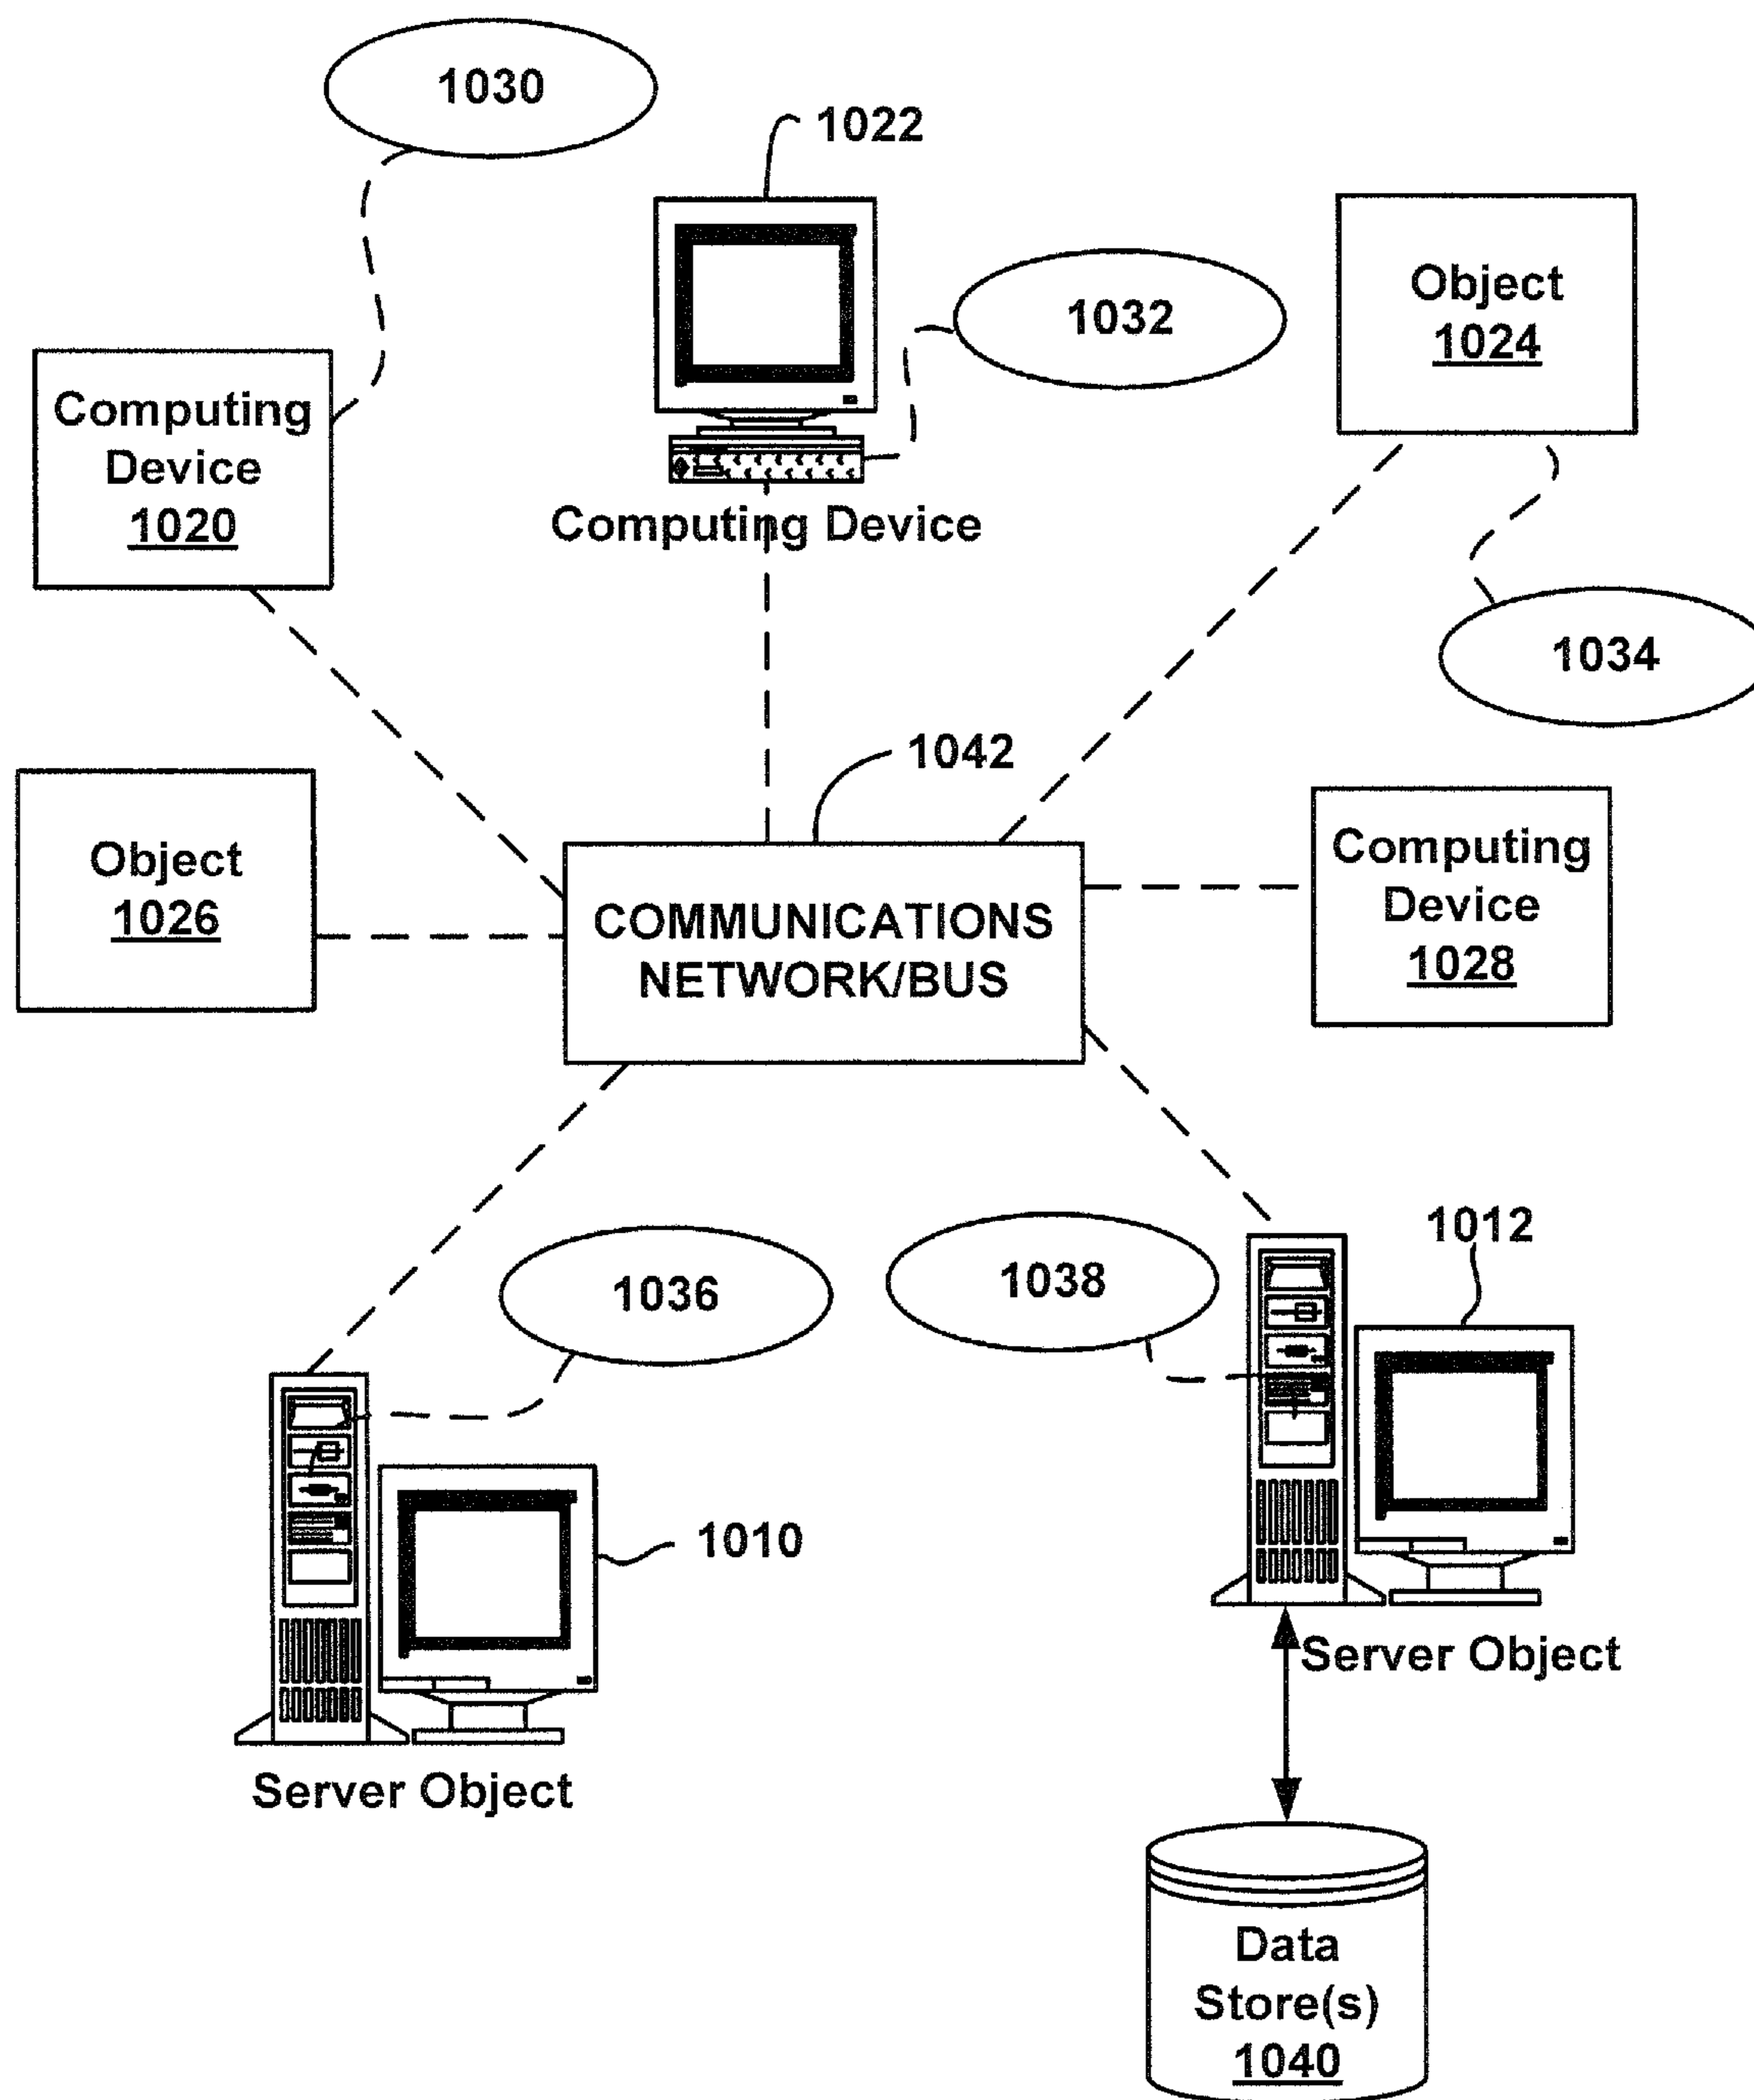 1030
1022
1032
Object
1024
Computing
Device
1020
Computing Device
1034
1042
Object
1026
COMMUNICATIONS
NETWORK/BUS
Computing
Device
1028
1036
1038
1012
1010
Server Object
Server Object
Data
Store(s)
1040